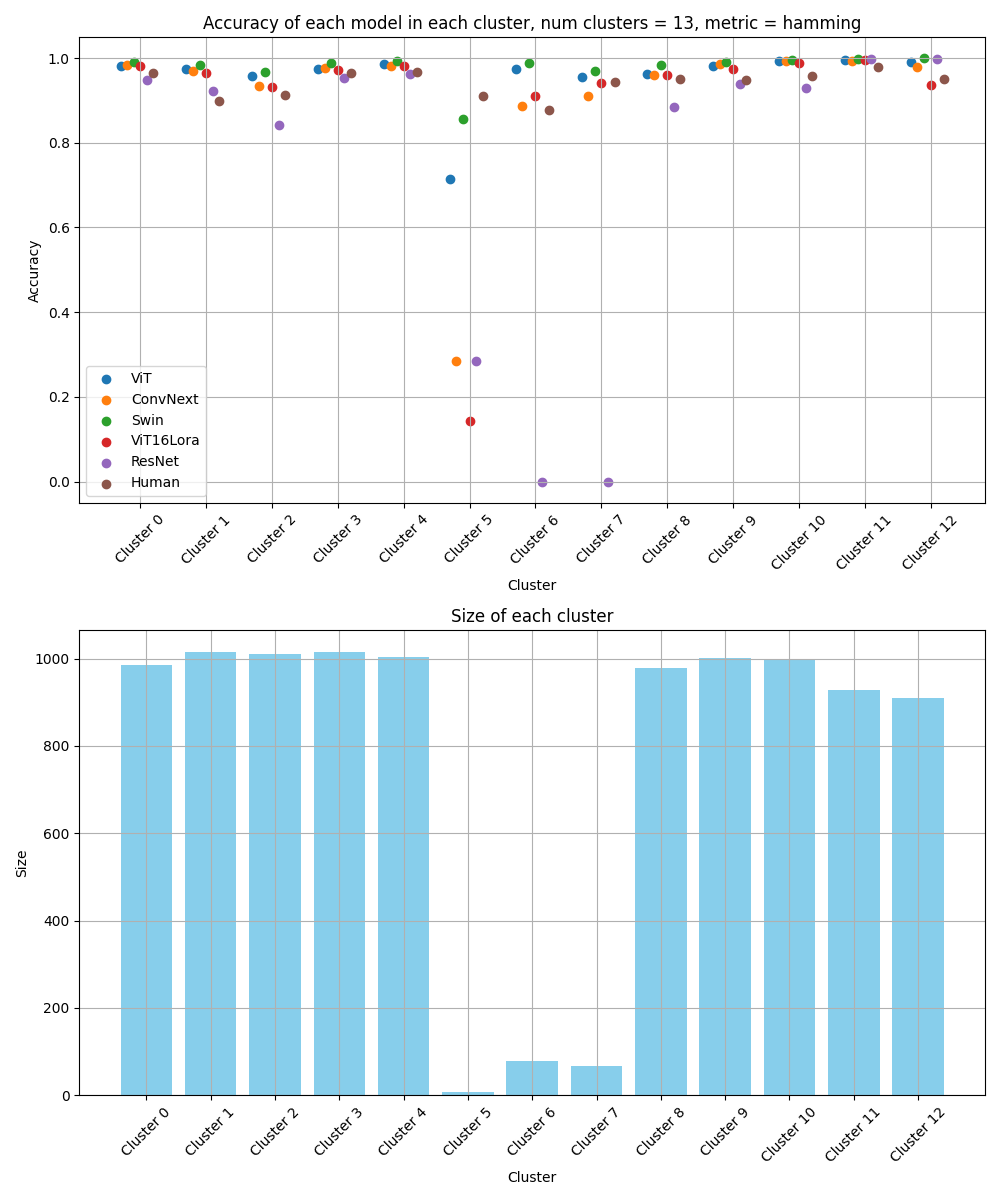 Accuracy of each model in each cluster, num clusters = 13, metric = hamming
1.0
0.8
0.6
0.4
0.2
0.0
Accuracy
ViT
ConvNext
Swin
ViT16Lora
ResNet
Human
Cluster 0
Cluster 1
Cluster 2
Cluster 3
Cluster 4
Cluster 5
Cluster 6
Cluster 7
Cluster 8
Cluster 9
Cluster 10
Cluster 11
Cluster 12
Cluster
Size of each cluster
1000
800
600
400
200
0
Size
Cluster 0
Cluster 1
Cluster 2
Cluster 3
Cluster 4
Cluster 5
Cluster 6
Cluster 7
Cluster 8
Cluster 9
Cluster 10
Cluster 11
Cluster 12
Cluster